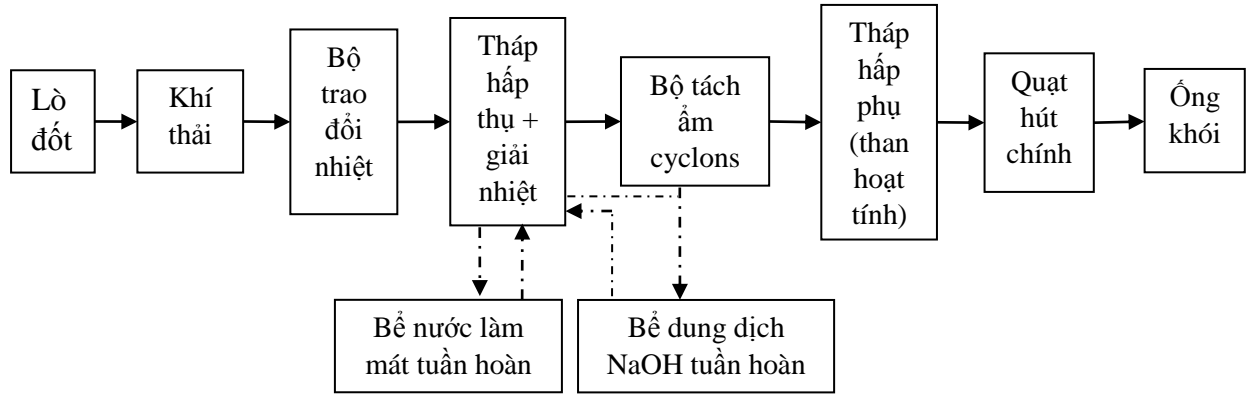 Lò
đốt
Khí
thải
Bộ
trao
đổi
nhiệt
Tháp
hấp
thụ +
giải
nhiệt
Bộ tách
ẩm
cyclons
Tháp
hấp
phụ
(than
hoạt
tính)
Quạt
hút
chính
Ống
khói
Bể nước làm
mát tuần hoàn
Bể dung dịch
NaOH tuần hoàn